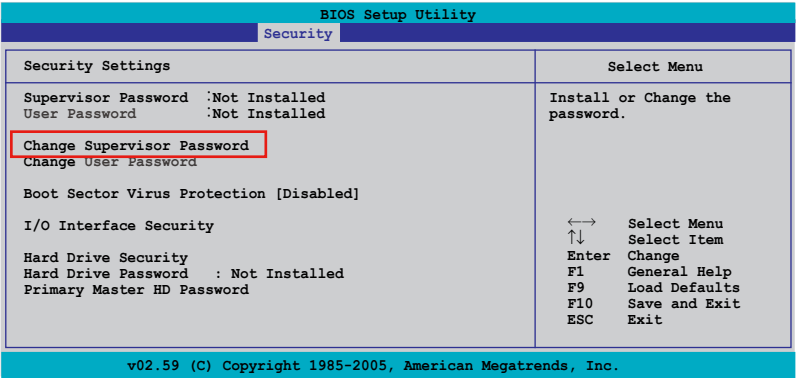 BIOS Setup Utility
Security
Security Settings
Supervisor Password :Not Installed
User Password :Not Installed
Change Supervisor Password
Change User Password
Boot Sector Virus Protection [Disabled]
I/O Interface Security
Hard Drive Security
Hard Drive Password : Not Installed
Primary Master HD Password
Select Menu
Install or Change the
password.
←→ Select Menu
↑↓ Select Item
Enter Change
F1 General Help
F9 Load Defaults
F10 Save and Exit
ESC Exit
v02.59 (C) Copyright 1985-2005, American Megatrends, Inc.